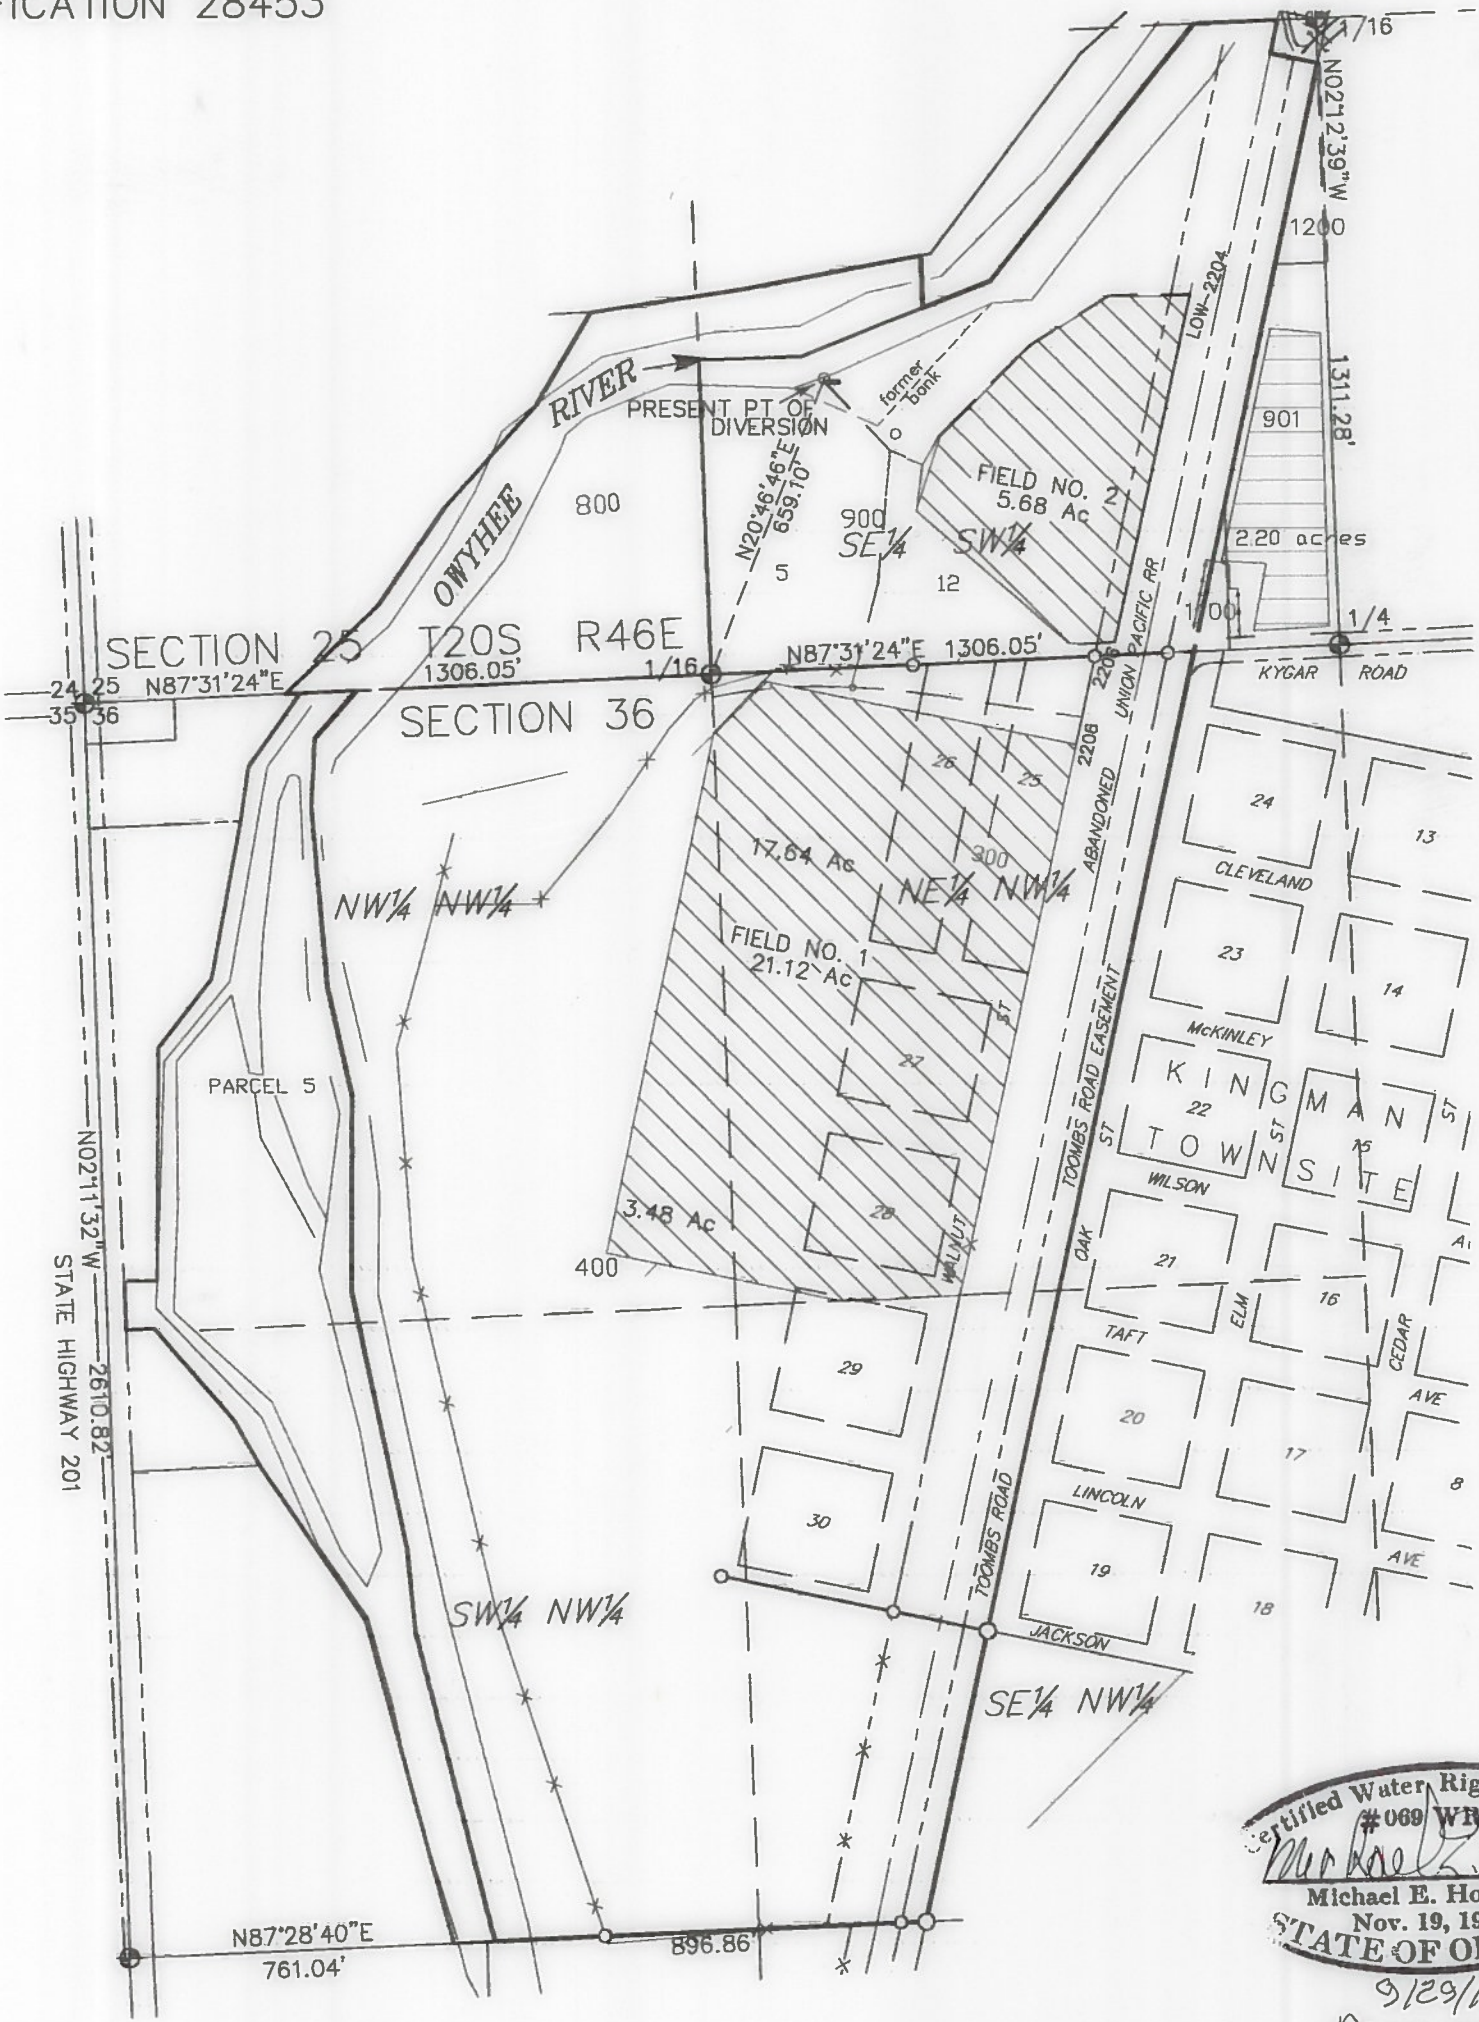 28453
1/16
N02°12'39"W
1200
LOW-2204
1311.28'
RIVER
PRESENT PT OF
DIVERSION
former
bank
901
FIELD NO. 2
5.68 Ac
N20°46'46"E
659.10'
800
900
SE¼ SW¼
OWYHEE
5
12
2.20 acres
UNION PACIFIC RR
1100
1/4
SECTION 25 T20S R46E
24 25
N87°31'24"E
1306.05'
1/16
N87°31'24"E 1306.05'
2206
KYGAR ROAD
35 36
SECTION 36
2206
ABANDONED
26
25
24
13
17.64 Ac
300
CLEVELAND
NW¼ NW¼
NE¼ NW¼
FIELD NO. 1
21.12 Ac
23
14
ST
TOOMBS ROAD EASEMENT
McKINLEY
27
PARCEL 5
KINGMAN
22
ST
ST
ST
15
TOWNSITE
WILSON
N02°11'32"W
2610.82'
STATE HIGHWAY 201
3.48 Ac
28
WALNUT
OAK
400
21
16
ELM
CEDAR
TAFT
29
AVE
20
17
8
TOOMBS ROAD
LINCOLN
30
AVE
19
18
SW¼ NW¼
JACKSON
SE¼ NW¼
N87°28'40"E
761.04'
896.86'
Certified Water
#069
Michael E.
Nov. 19,
STATE OF
9/29/